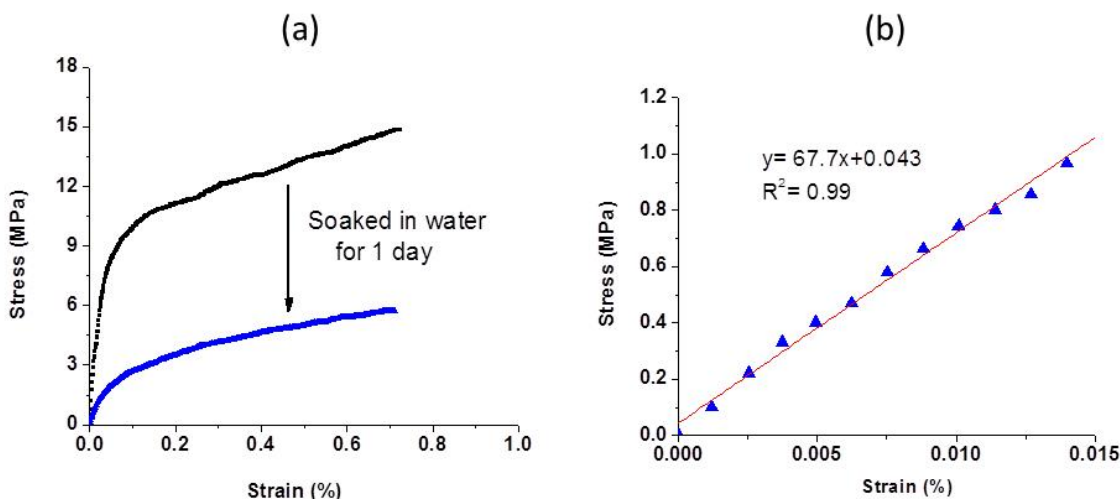 (a)
18
15
12
9
6
3
0
Stress (MPa)
Soaked in water
for 1 day
0.0 0.2 0.4 0.6 0.8 1.0
Strain (%)
(b)
1.2
1.0
0.8
0.6
0.4
0.2
0.0
Stress (MPa)
y= 67.7x+0.043
R²= 0.99
0.000 0.005 0.010 0.015
Strain (%)